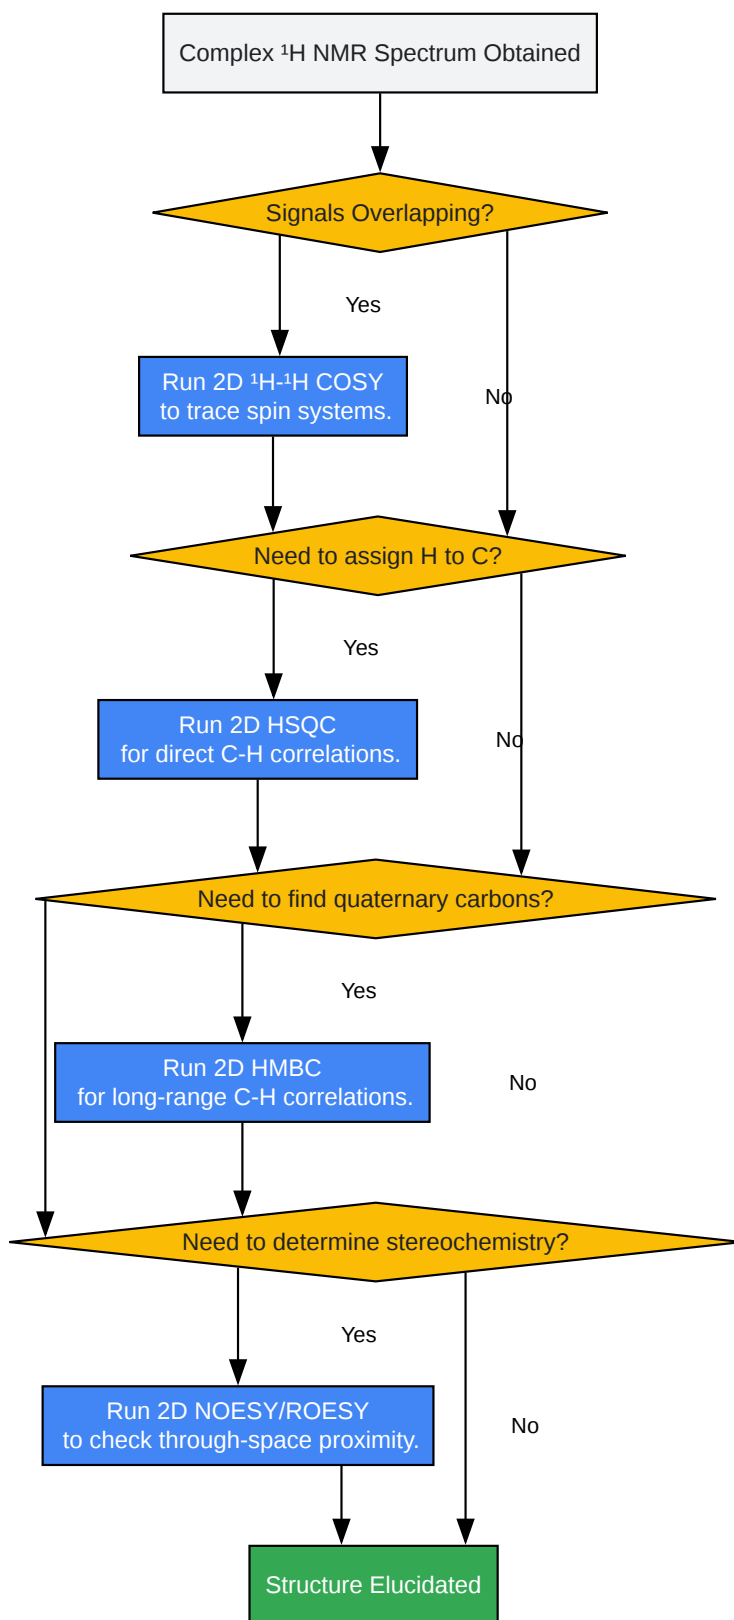 Complex ¹H NMR Spectrum Obtained
Signals Overlapping?
Yes
Run 2D ¹H-¹H COSY
to trace spin systems.
No
Need to assign H to C?
Yes
Run 2D HSQC
for direct C-H correlations.
No
Need to find quaternary carbons?
Yes
Run 2D HMBC
for long-range C-H correlations.
No
Need to determine stereochemistry?
Yes
Run 2D NOESY/ROESY
to check through-space proximity.
No
Structure Elucidated